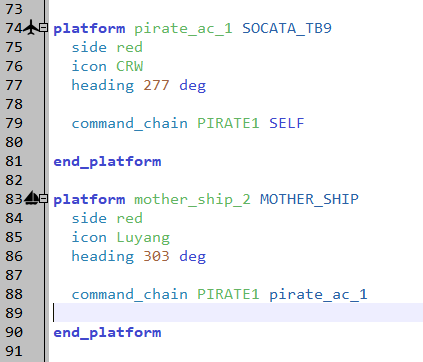 73
74 platform pirate_ac_1 SOCATA_TB9
75 side red
76 icon CRW
77 heading 277 deg
78
79 command_chain PIRATE1 SELF
80
81 end_platform
82
83 platform mother_ship_2 MOTHER_SHIP
84 side red
85 icon Luyang
86 heading 303 deg
87
88 command_chain PIRATE1 pirate_ac_1
89
90 end_platform
91